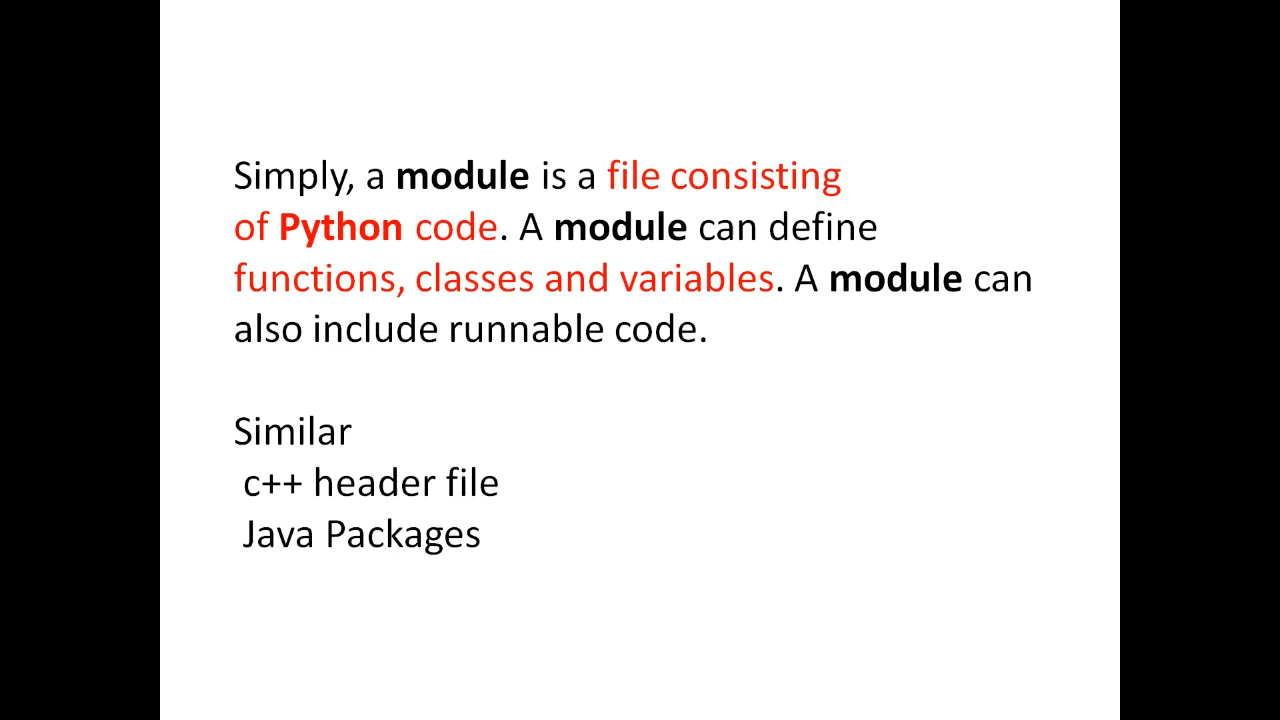 Simply, a module is a file consisting
of Python code. A module can define
functions, classes and variables. A module can
also include runnable code.
Similar
c++ header file
Java Packages